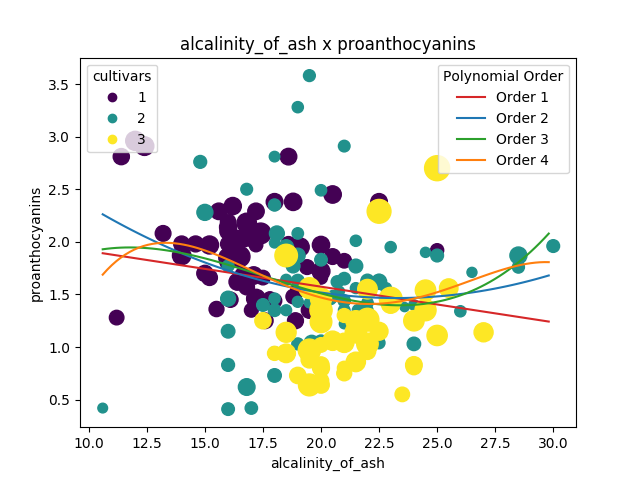 alcalinity_of_ash x proanthocyanins
cultivars
1
2
3
Polynomial Order
Order 1
Order 2
Order 3
Order 4
3.5
3.0
2.5
2.0
1.5
1.0
0.5
proanthocyanins
10.0 12.5 15.0 17.5 20.0 22.5 25.0 27.5 30.0
alcalinity_of_ash